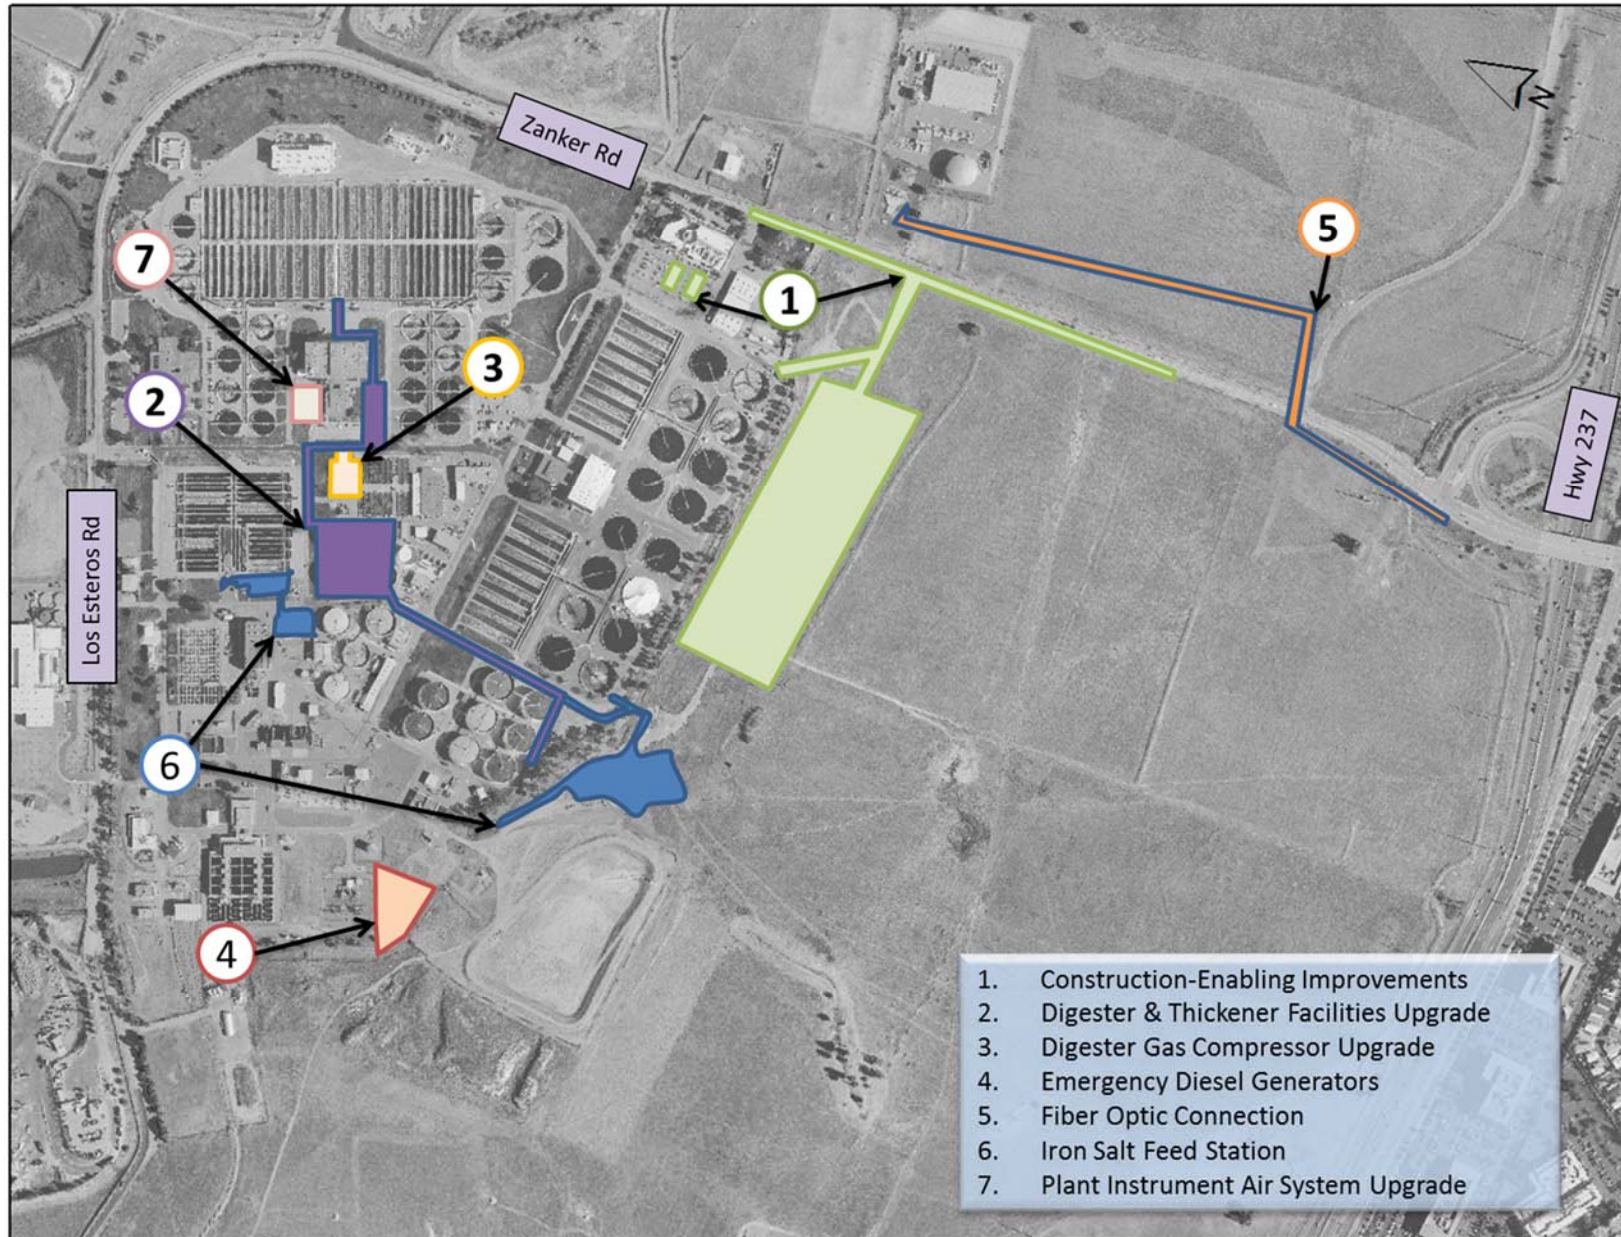 Zanker Rd
N
5
7
1
3
2
Hwy 237
Los Esteros Rd
6
4
1. Construction-Enabling Improvements
2. Digester & Thickener Facilities Upgrade
3. Digester Gas Compressor Upgrade
4. Emergency Diesel Generators
5. Fiber Optic Connection
6. Iron Salt Feed Station
7. Plant Instrument Air System Upgrade